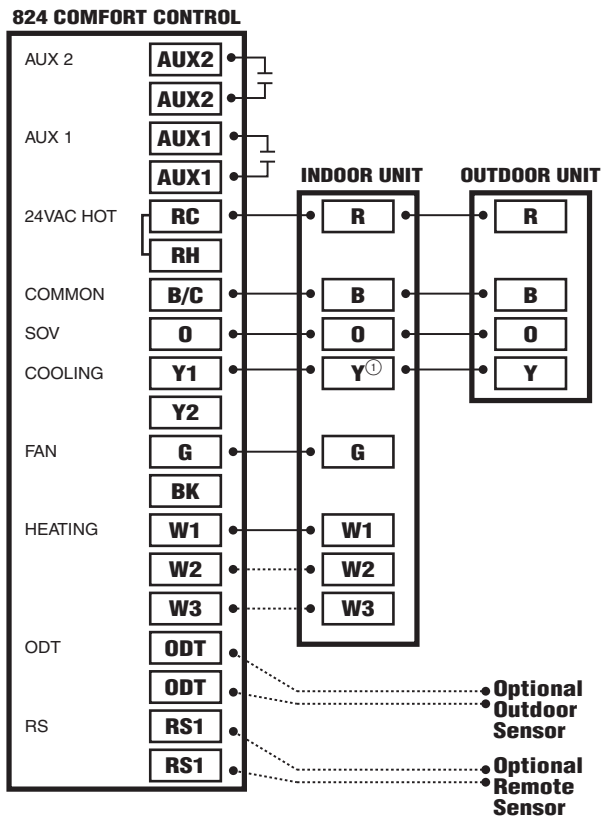 824 COMFORT CONTROL
AUX 2 AUX2
AUX2
AUX 1 AUX1
AUX1
INDOOR UNIT OUTDOOR UNIT
24VAC HOT RC R R
RH
COMMON B/C B B
SOV O O O
COOLING Y1 Y① Y
Y2
FAN G G
BK
HEATING W1 W1
W2 W2
W3 W3
ODT ODT
ODT
Optional
Outdoor
Sensor
RS RS1
RS1
Optional
Remote
Sensor